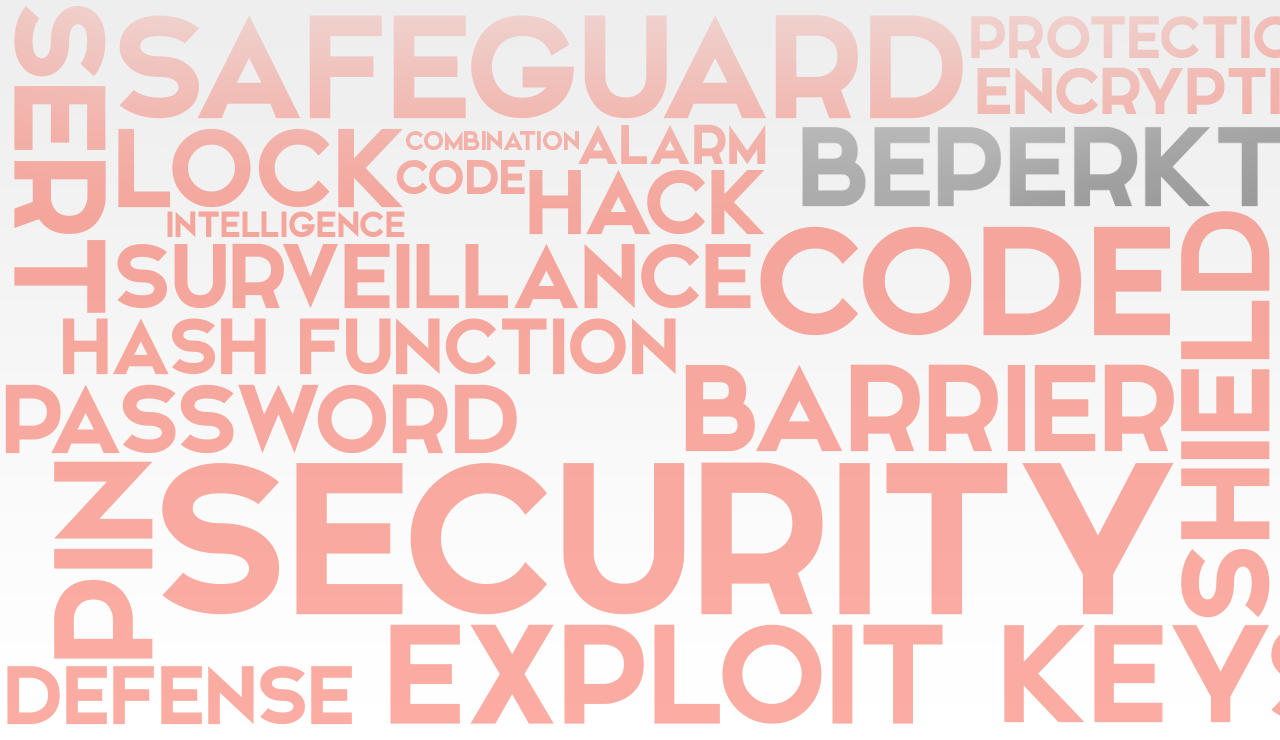 SAFEGUARD
PROTECTIO
ENCRYPTI
SERT
LOCK
COMBINATION
ALARM
CODE
HACK
BEPERKT
INTELLIGENCE
SURVEILLANCE
CODE
SHIELD
HASH FUNCTION
PASSWORD
BARRIER
PIN
SECURITY
DEFENSE
EXPLOIT
KEYS